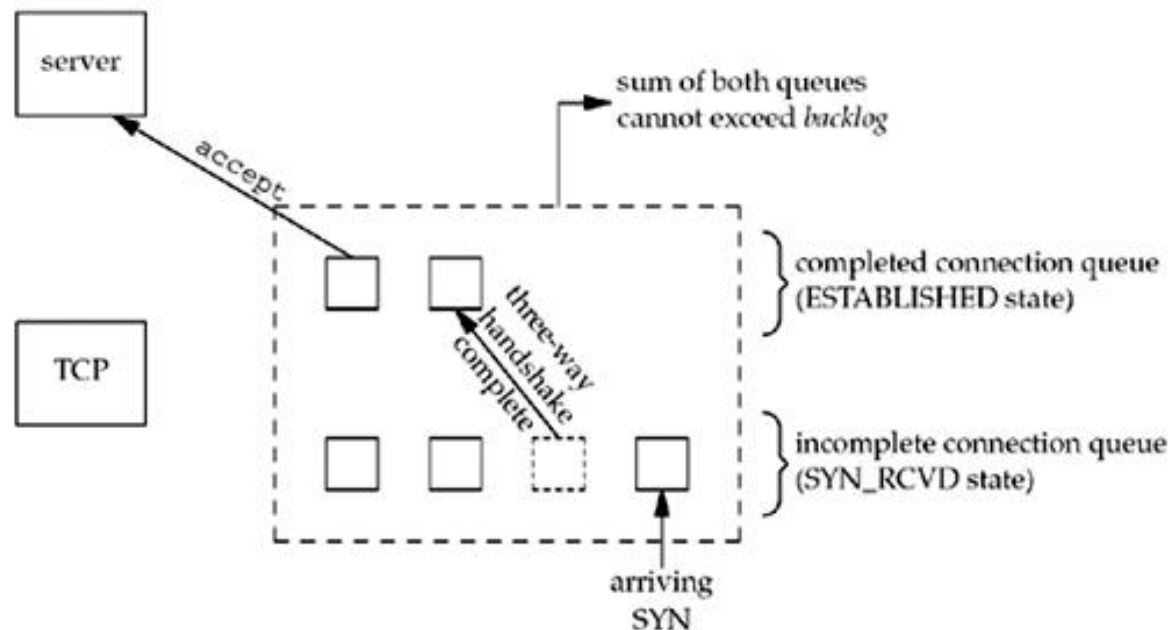 server
sum of both queues
cannot exceed backlog
accept
three-way
handshake
complete
completed connection queue
(ESTABLISHED state)
TCP
incomplete connection queue
(SYN_RCVD state)
arriving
SYN